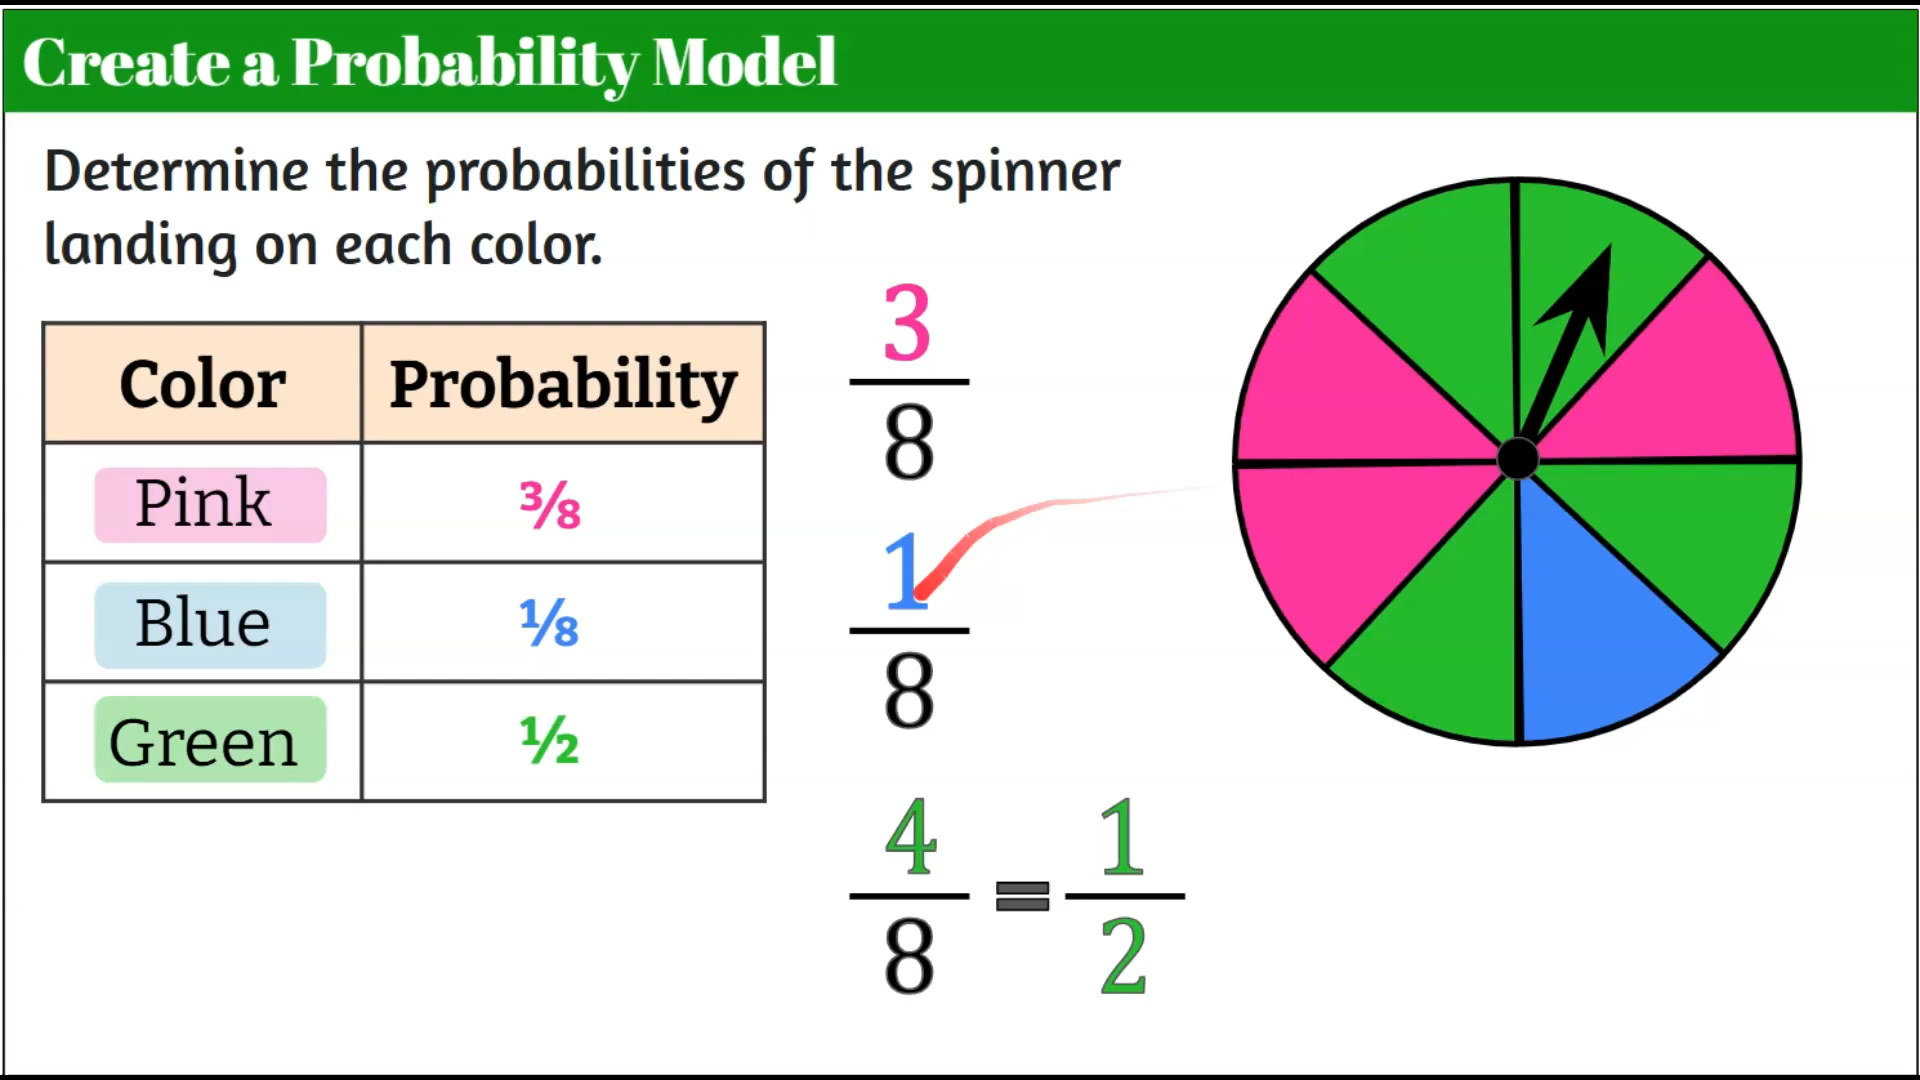 Create a Probability Model
Determine the probabilities of the spinner
landing on each color.
Color Probability
Pink ⅜
Blue ⅛
Green ½
3
8
1
8
4 1
=
8 2